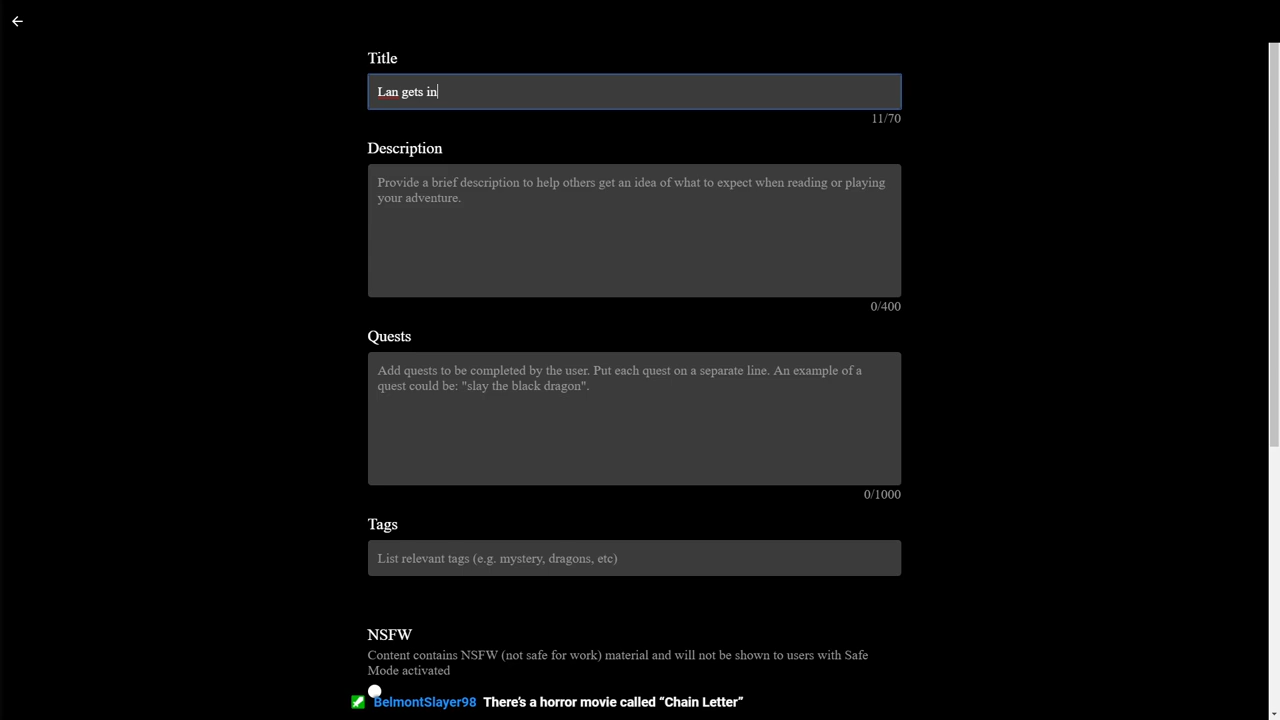 Title
Lan gets in
11/70
Description
Provide a brief description to help others get an idea of what to expect when reading or playing
your adventure.
0/400
Quests
Add quests to be completed by the user. Put each quest on a separate line. An example of a
quest could be: "slay the black dragon".
0/1000
Tags
List relevant tags (e.g. mystery, dragons, etc)
NSFW
Content contains NSFW (not safe for work) material and will not be shown to users with Safe
Mode activated
BelmontSlayer98 There’s a horror movie called “Chain Letter”